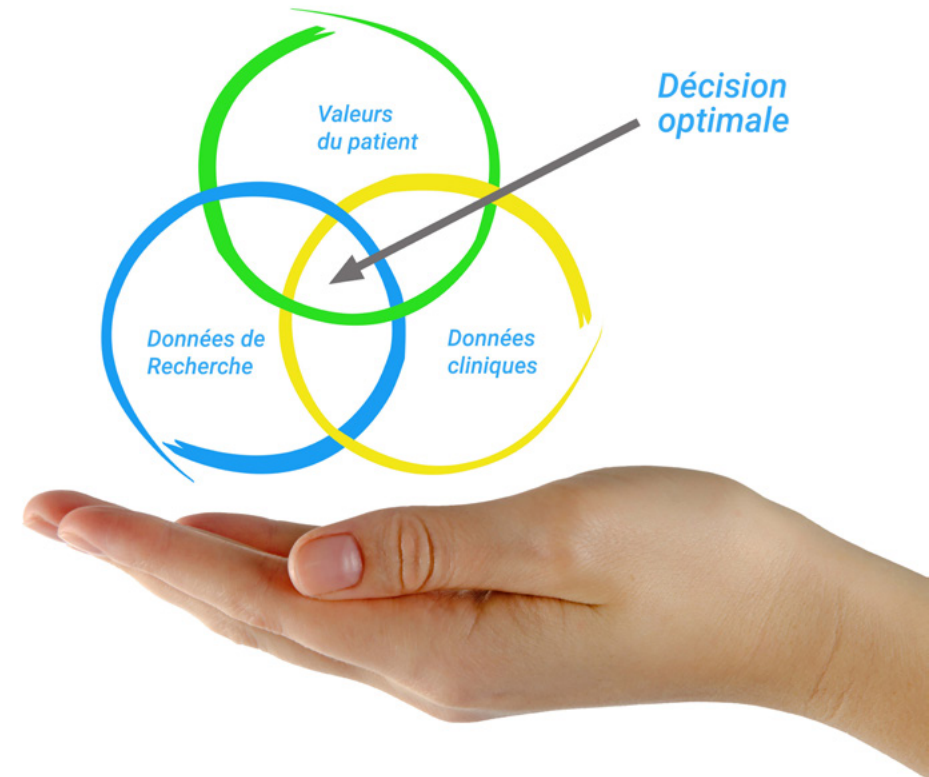 Décision
optimale
Valeurs
du patient
Données de
Recherche
Données
cliniques